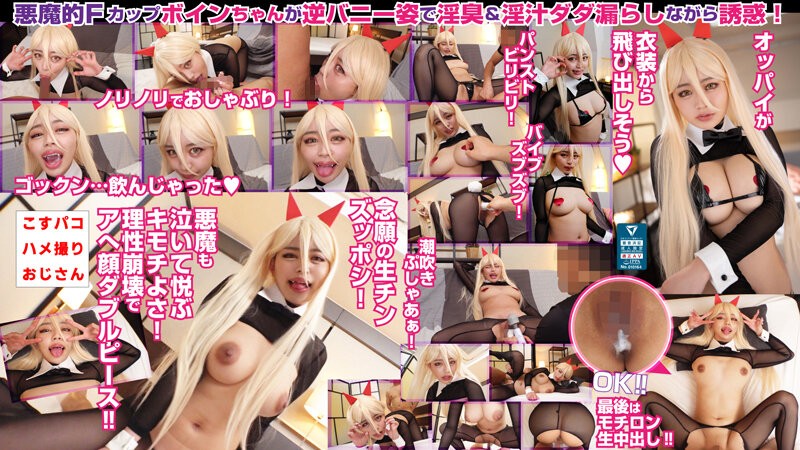 悪魔的Fカップボインちゃんが逆バニー姿で淫臭&淫汁ダダ漏らしながら誘惑!
ノリノリでおしゃぶり!
ゴックン…飲んじゃった♥
パンスト
ビリビリ!
バイブ
ズブズブ!
オッパイが
衣装から
飛び出しそう♥
こすパコ
ハメ撮り
おじさん
悪魔も
泣いて悦ぶ
キモチよさ!
理性崩壊で
アヘ顔ダブルピース!!
念願の生チン
ズッポシ!
潮吹き
ぶしゃあぁ!
OK!!
最後は
モチロン
生中出し!!